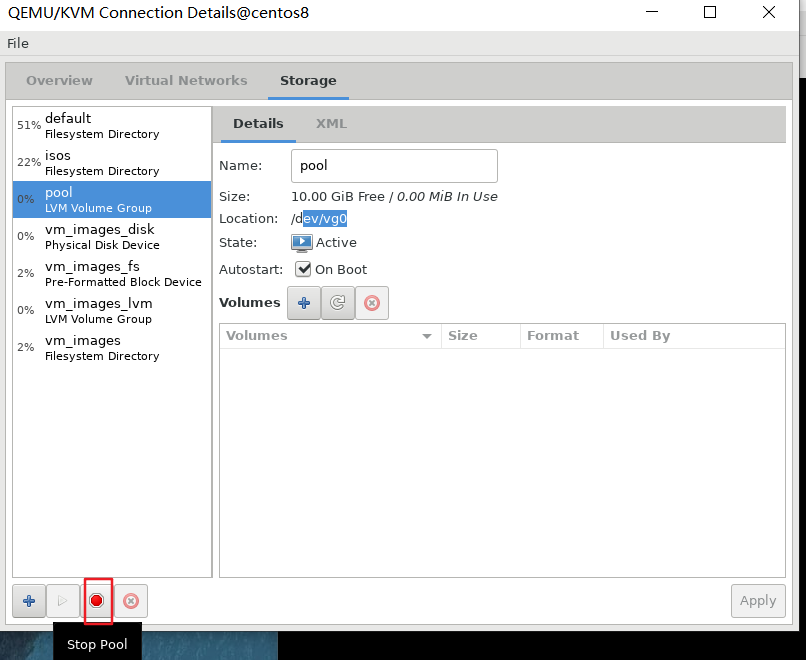 QEMU/KVM Connection Details@centos8
File
Overview Virtual Networks Storage
51% default
Filesystem Directory
22% isos
Filesystem Directory
0% pool
LVM Volume Group
0% vm_images_disk
Physical Disk Device
2% vm_images_fs
Pre-Formatted Block Device
0% vm_images_lvm
LVM Volume Group
2% vm_images
Filesystem Directory
Details XML
Name: pool
Size: 10.00 GiB Free / 0.00 MiB In Use
Location: /dev/vg0
State: Active
Autostart: On Boot
Volumes
Volumes Size Format Used By
Apply
Stop Pool